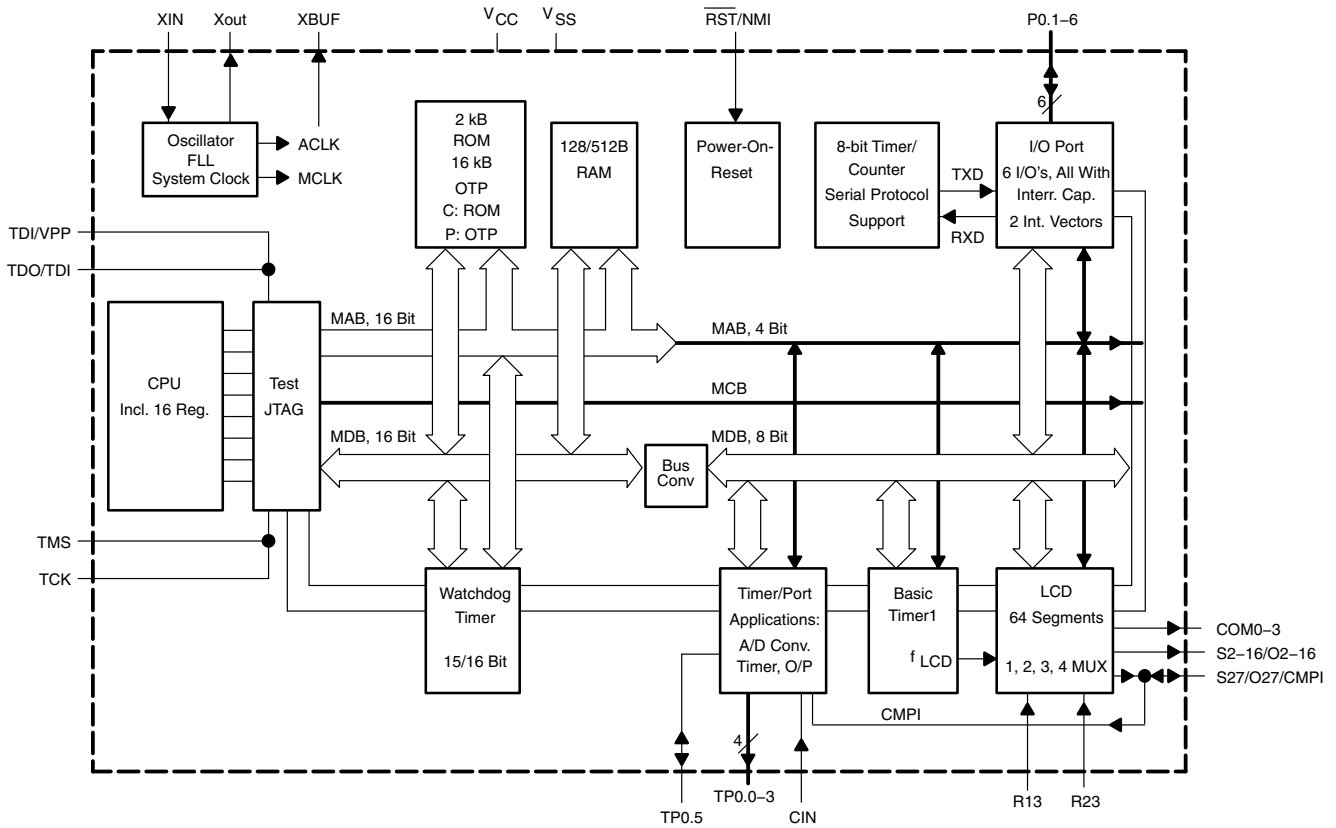 XIN
Xout
XBUF
VCC
VSS
RST/NMI
P0.1–6
6
Oscillator
FLL
System Clock
ACLK
MCLK
2 kB
ROM
16 kB
OTP
C: ROM
P: OTP
128/512B
RAM
Power-On-
Reset
8-bit Timer/
Counter
Serial Protocol
Support
TXD
RXD
I/O Port
6 I/O's, All With
Interr. Cap.
2 Int. Vectors
TDI/VPP
TDO/TDI
CPU
Incl. 16 Reg.
Test
JTAG
MAB, 16 Bit
MAB, 4 Bit
MCB
MDB, 16 Bit
MDB, 8 Bit
Bus
Conv
TMS
TCK
Watchdog
Timer
15/16 Bit
Timer/Port
Applications:
A/D Conv.
Timer, O/P
Basic
Timer1
f LCD
LCD
64 Segments
1, 2, 3, 4 MUX
COM0–3
S2–16/O2–16
S27/O27/CMPI
CMPI
4
TP0.5
TP0.0–3
CIN
R13
R23